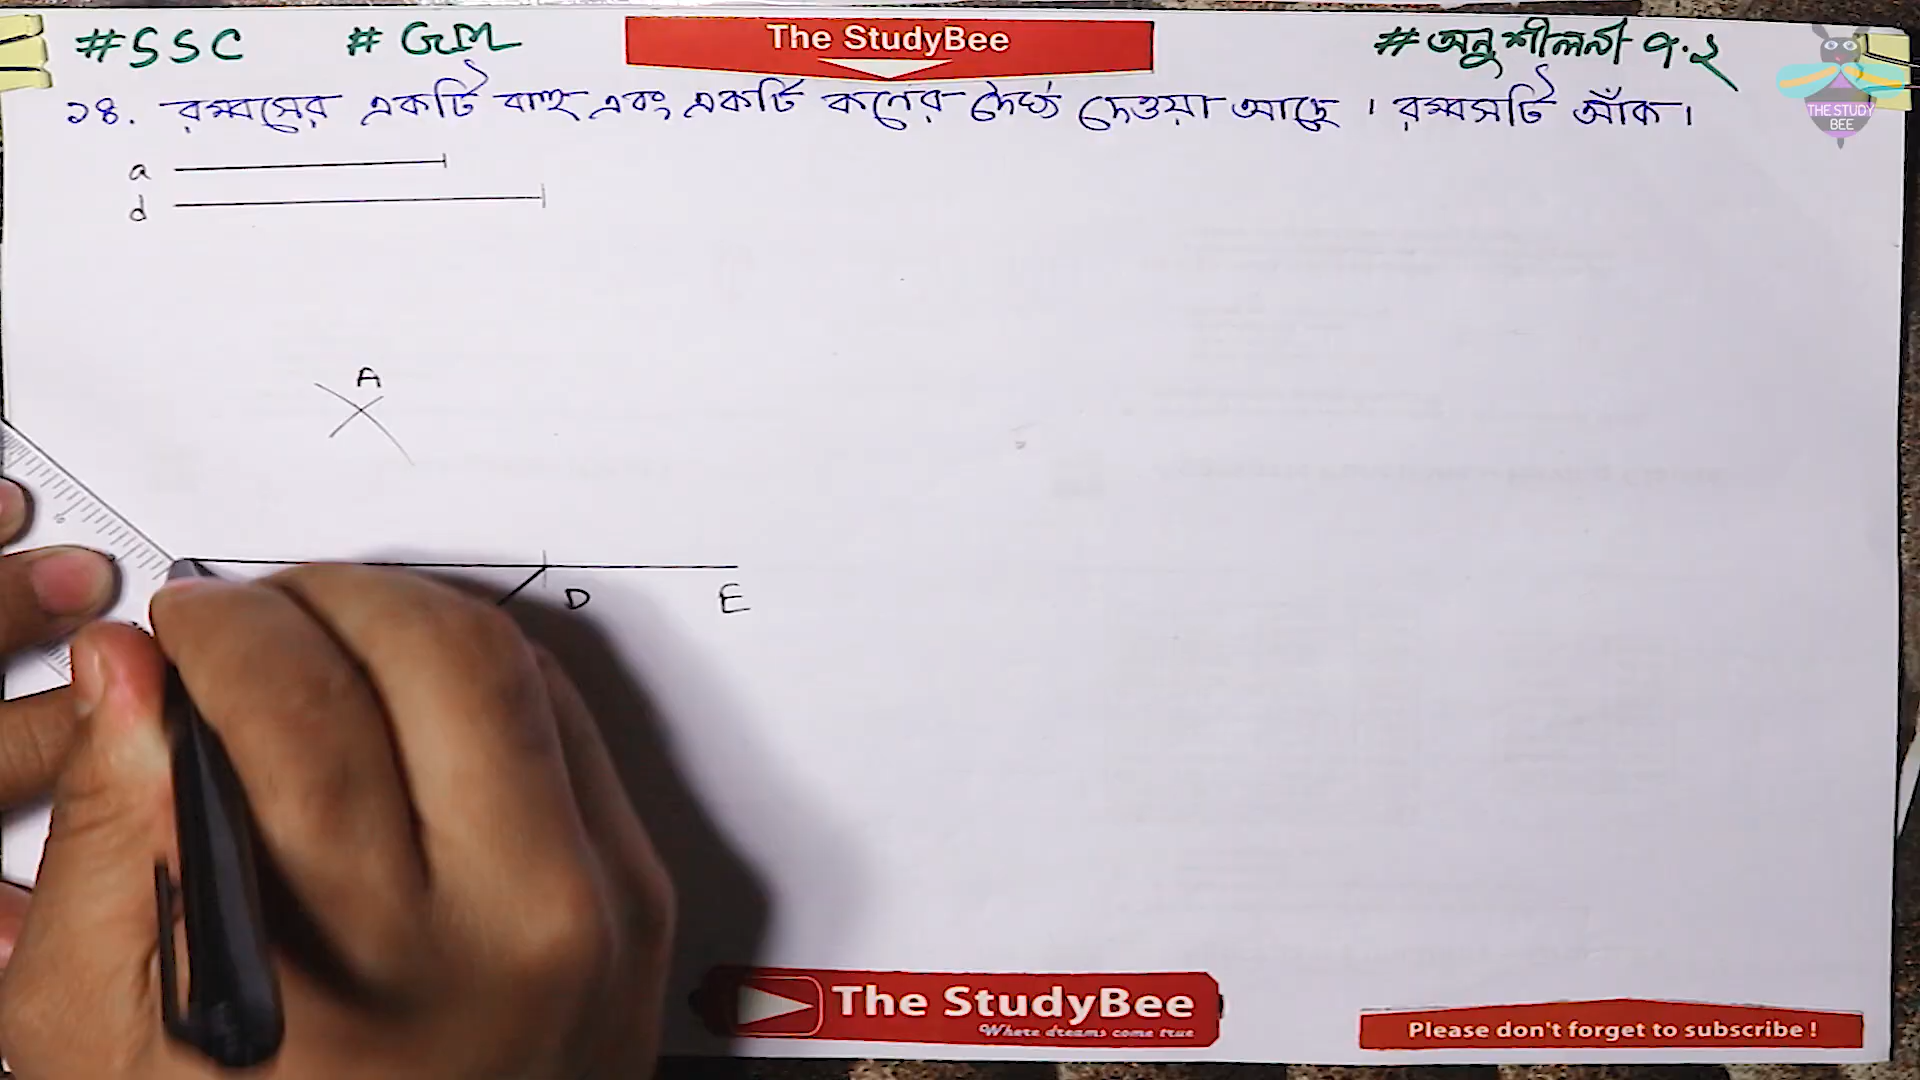 #SSC # GM The StudyBee #অনুশীলনী ৭.২
THE STUDY
BEE
১৪. রম্বসের একটি বাহু এবং একটি কর্ণের দৈর্ঘ্য দেওয়া আছে। রম্বসটি আঁক।
a
d
A
D E
The StudyBee
Where dreams come true
Please don't forget to subscribe !